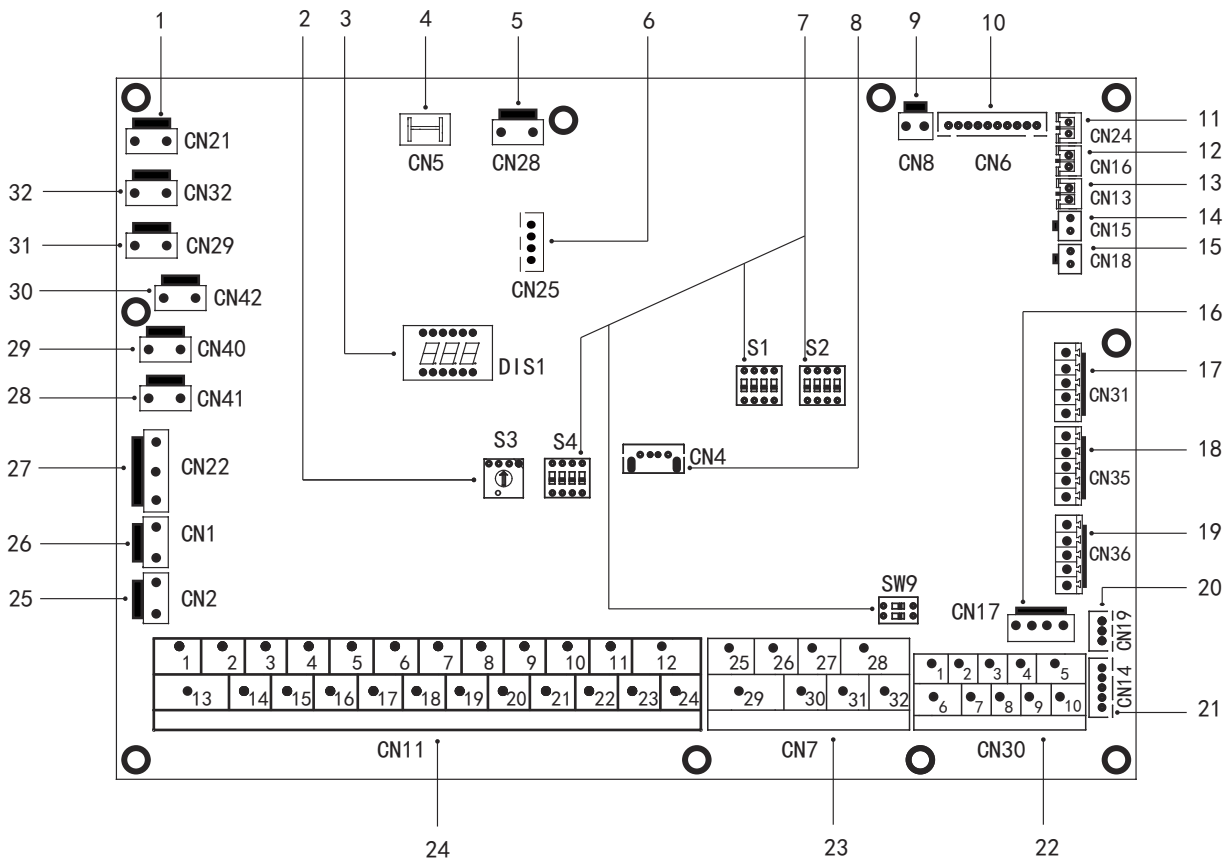 1 2 3 4 5 6 7 8 9 10
CN21
CN5
CN28
CN8
CN6
CN24
11
CN16
12
CN13
13
CN15
14
CN18
15
32
CN32
31
CN29
30
CN42
CN25
29
CN40
DIS1
28
CN41
S1
S2
16
CN31
17
27
CN22
S3
S4
CN4
CN35
18
26
CN1
CN36
19
25
CN2
SW9
CN17
CN19
20
1 2 3 4 5 6 7 8 9 10 11 12
13 14 15 16 17 18 19 20 21 22 23 24
CN11
25 26 27 28
29 30 31 32
CN7
1 2 3 4 5
6 7 8 9 10
CN30
CN14
21
24
23
22